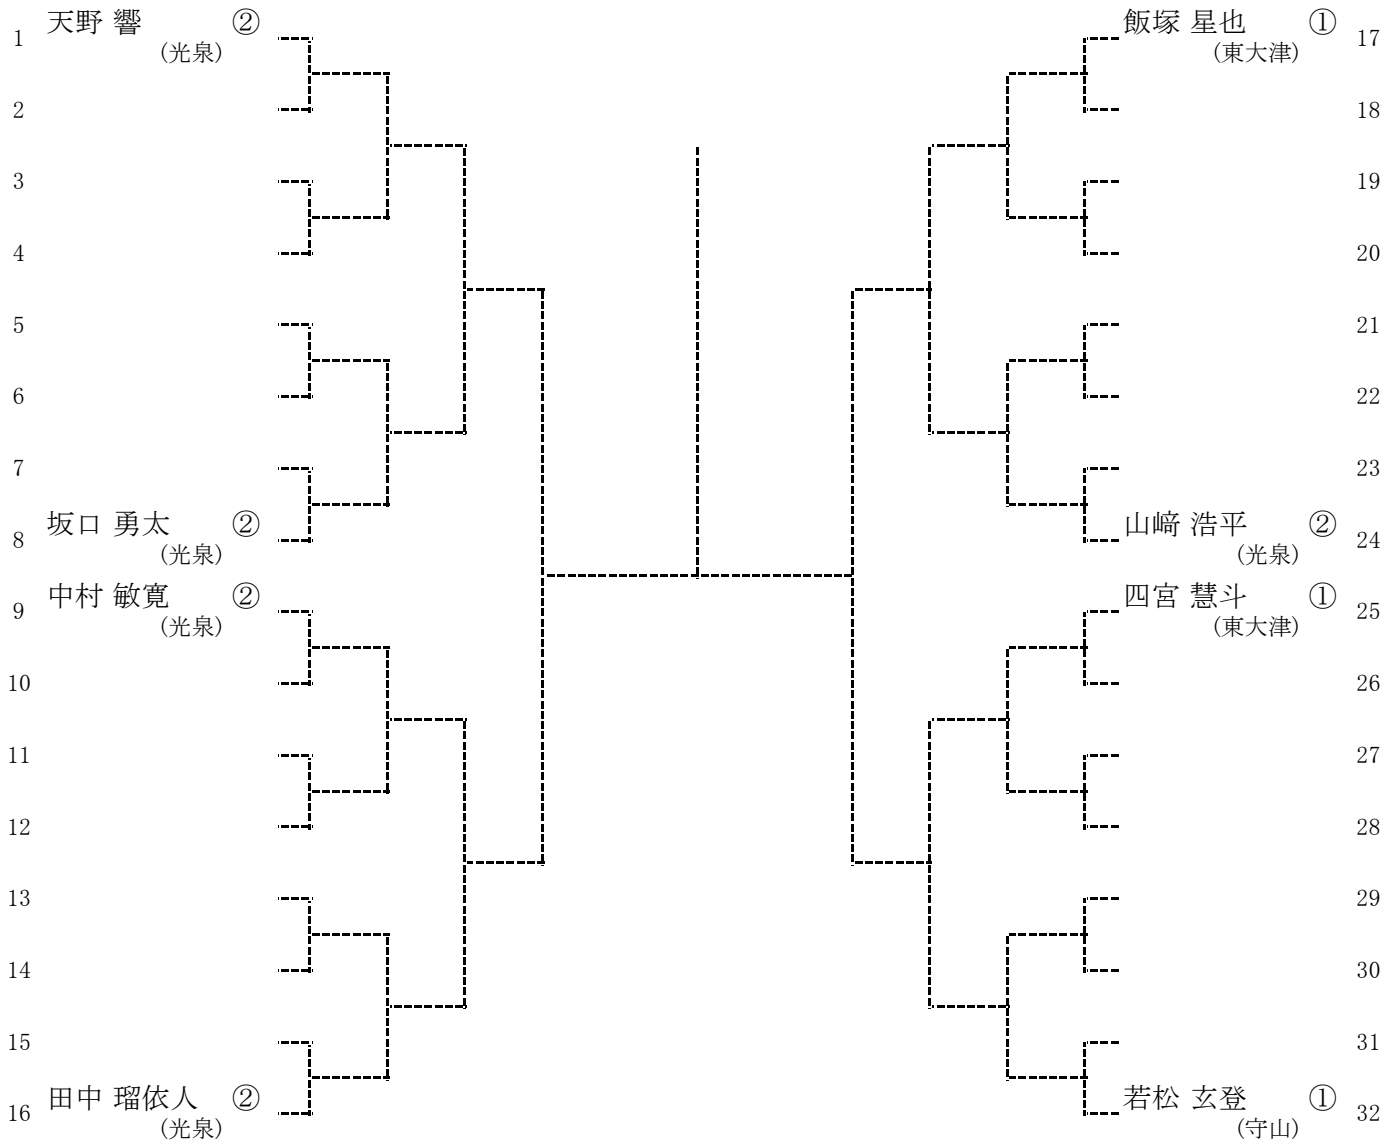 1 天野 響 ②
(光泉)
2
3
4
5
6
7
8 坂口 勇太 ②
(光泉)
9 中村 敏寛 ②
(光泉)
10
11
12
13
14
15
16 田中 瑠依人 ②
(光泉)
飯塚 星也 ① 17
(東大津)
18
19
20
21
22
23
山﨑 浩平 ② 24
(光泉)
四宮 慧斗 ① 25
(東大津)
26
27
28
29
30
31
若松 玄登 ① 32
(守山)